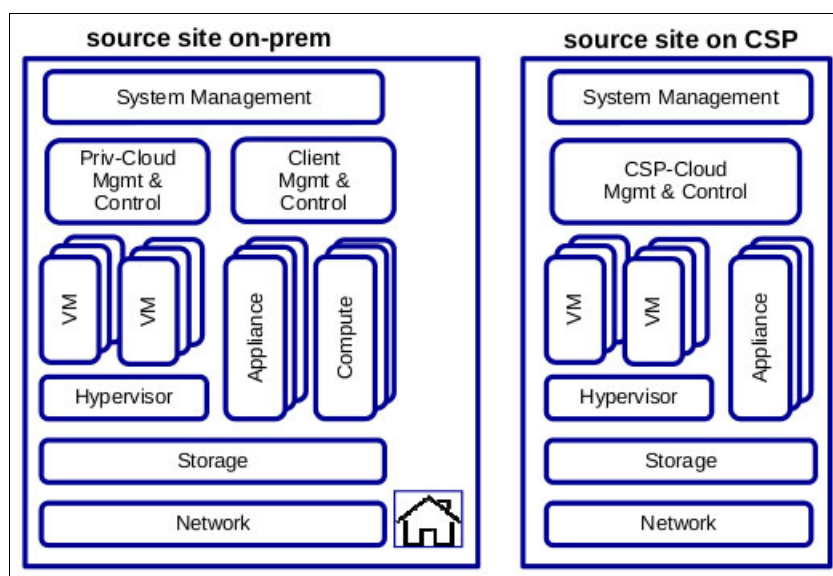 source site on-prem
System Management
Priv-Cloud
Mgmt &
Control
Client
Mgmt &
Control
VM
VM
Appliance
Compute
Hypervisor
Storage
Network
source site on CSP
System Management
CSP-Cloud
Mgmt & Control
VM
VM
Appliance
Hypervisor
Storage
Network